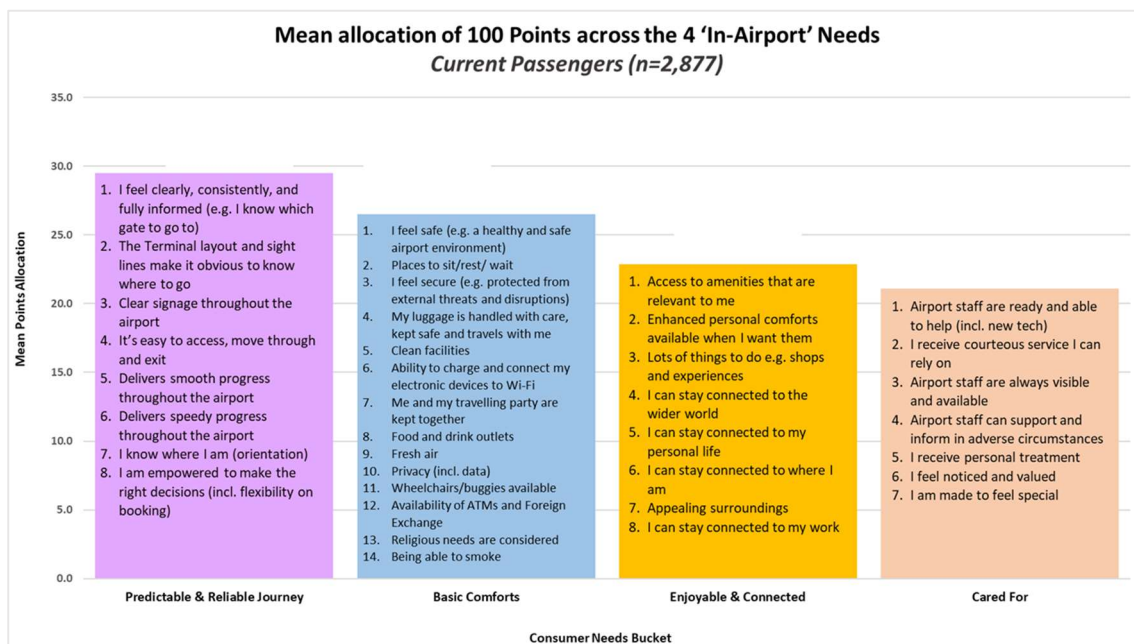 Mean allocation of 100 Points across the 4 ‘In-Airport’ Needs
Current Passengers (n=2,877)
Mean Points Allocation
35.0
30.0
25.0
20.0
15.0
10.0
5.0
0.0
1. I feel clearly, consistently, and
fully informed (e.g. I know which
gate to go to)
2. The Terminal layout and sight
lines make it obvious to know
where to go
3. Clear signage throughout the
airport
4. It’s easy to access, move through
and exit
5. Delivers smooth progress
throughout the airport
6. Delivers speedy progress
throughout the airport
7. I know where I am (orientation)
8. I am empowered to make the
right decisions (incl. flexibility on
booking)
1. I feel safe (e.g. a healthy and safe
airport environment)
2. Places to sit/rest/ wait
3. I feel secure (e.g. protected from
external threats and disruptions)
4. My luggage is handled with care,
kept safe and travels with me
5. Clean facilities
6. Ability to charge and connect my
electronic devices to Wi-Fi
7. Me and my travelling party are
kept together
8. Food and drink outlets
9. Fresh air
10. Privacy (incl. data)
11. Wheelchairs/buggies available
12. Availability of ATMs and Foreign
Exchange
13. Religious needs are considered
14. Being able to smoke
1. Access to amenities that are
relevant to me
2. Enhanced personal comforts
available when I want them
3. Lots of things to do e.g. shops
and experiences
4. I can stay connected to the
wider world
5. I can stay connected to my
personal life
6. I can stay connected to where I
am
7. Appealing surroundings
8. I can stay connected to my work
1. Airport staff are ready and able
to help (incl. new tech)
2. I receive courteous service I can
rely on
3. Airport staff are always visible
and available
4. Airport staff can support and
inform in adverse circumstances
5. I receive personal treatment
6. I feel noticed and valued
7. I am made to feel special
Predictable & Reliable Journey
Basic Comforts
Enjoyable & Connected
Cared For
Consumer Needs Bucket